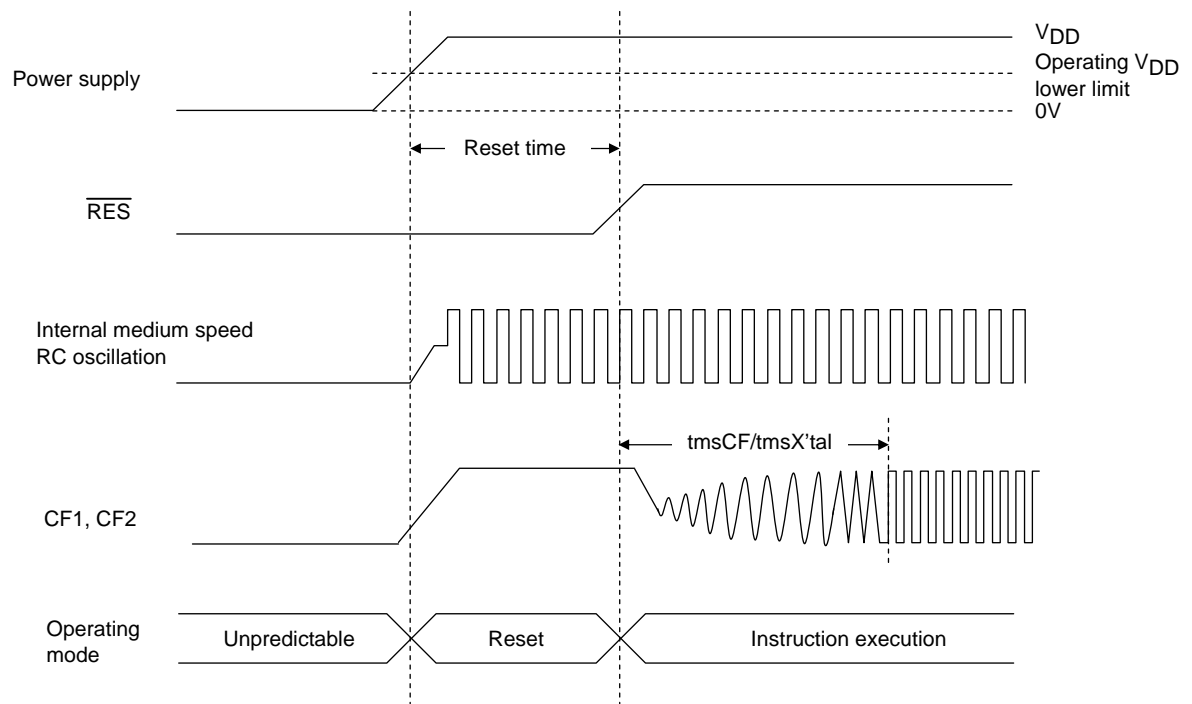 Power supply
VDD
Operating VDD
lower limit
0V
Reset time
RES
Internal medium speed
RC oscillation
tmsCF/tmsX'tal
CF1, CF2
Operating
mode
Unpredictable
Reset
Instruction execution